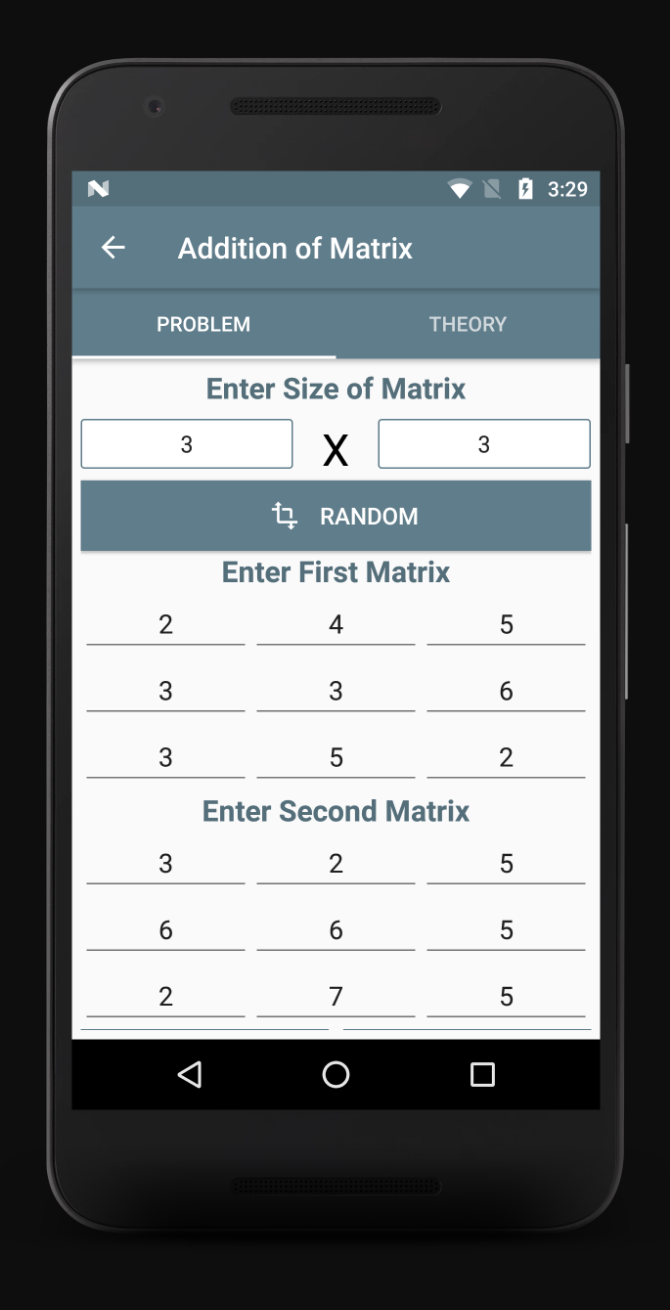 3:29
Addition of Matrix
PROBLEM THEORY
Enter Size of Matrix
3 X 3
RANDOM
Enter First Matrix
2 4 5
3 3 6
3 5 2
Enter Second Matrix
3 2 5
6 6 5
2 7 5